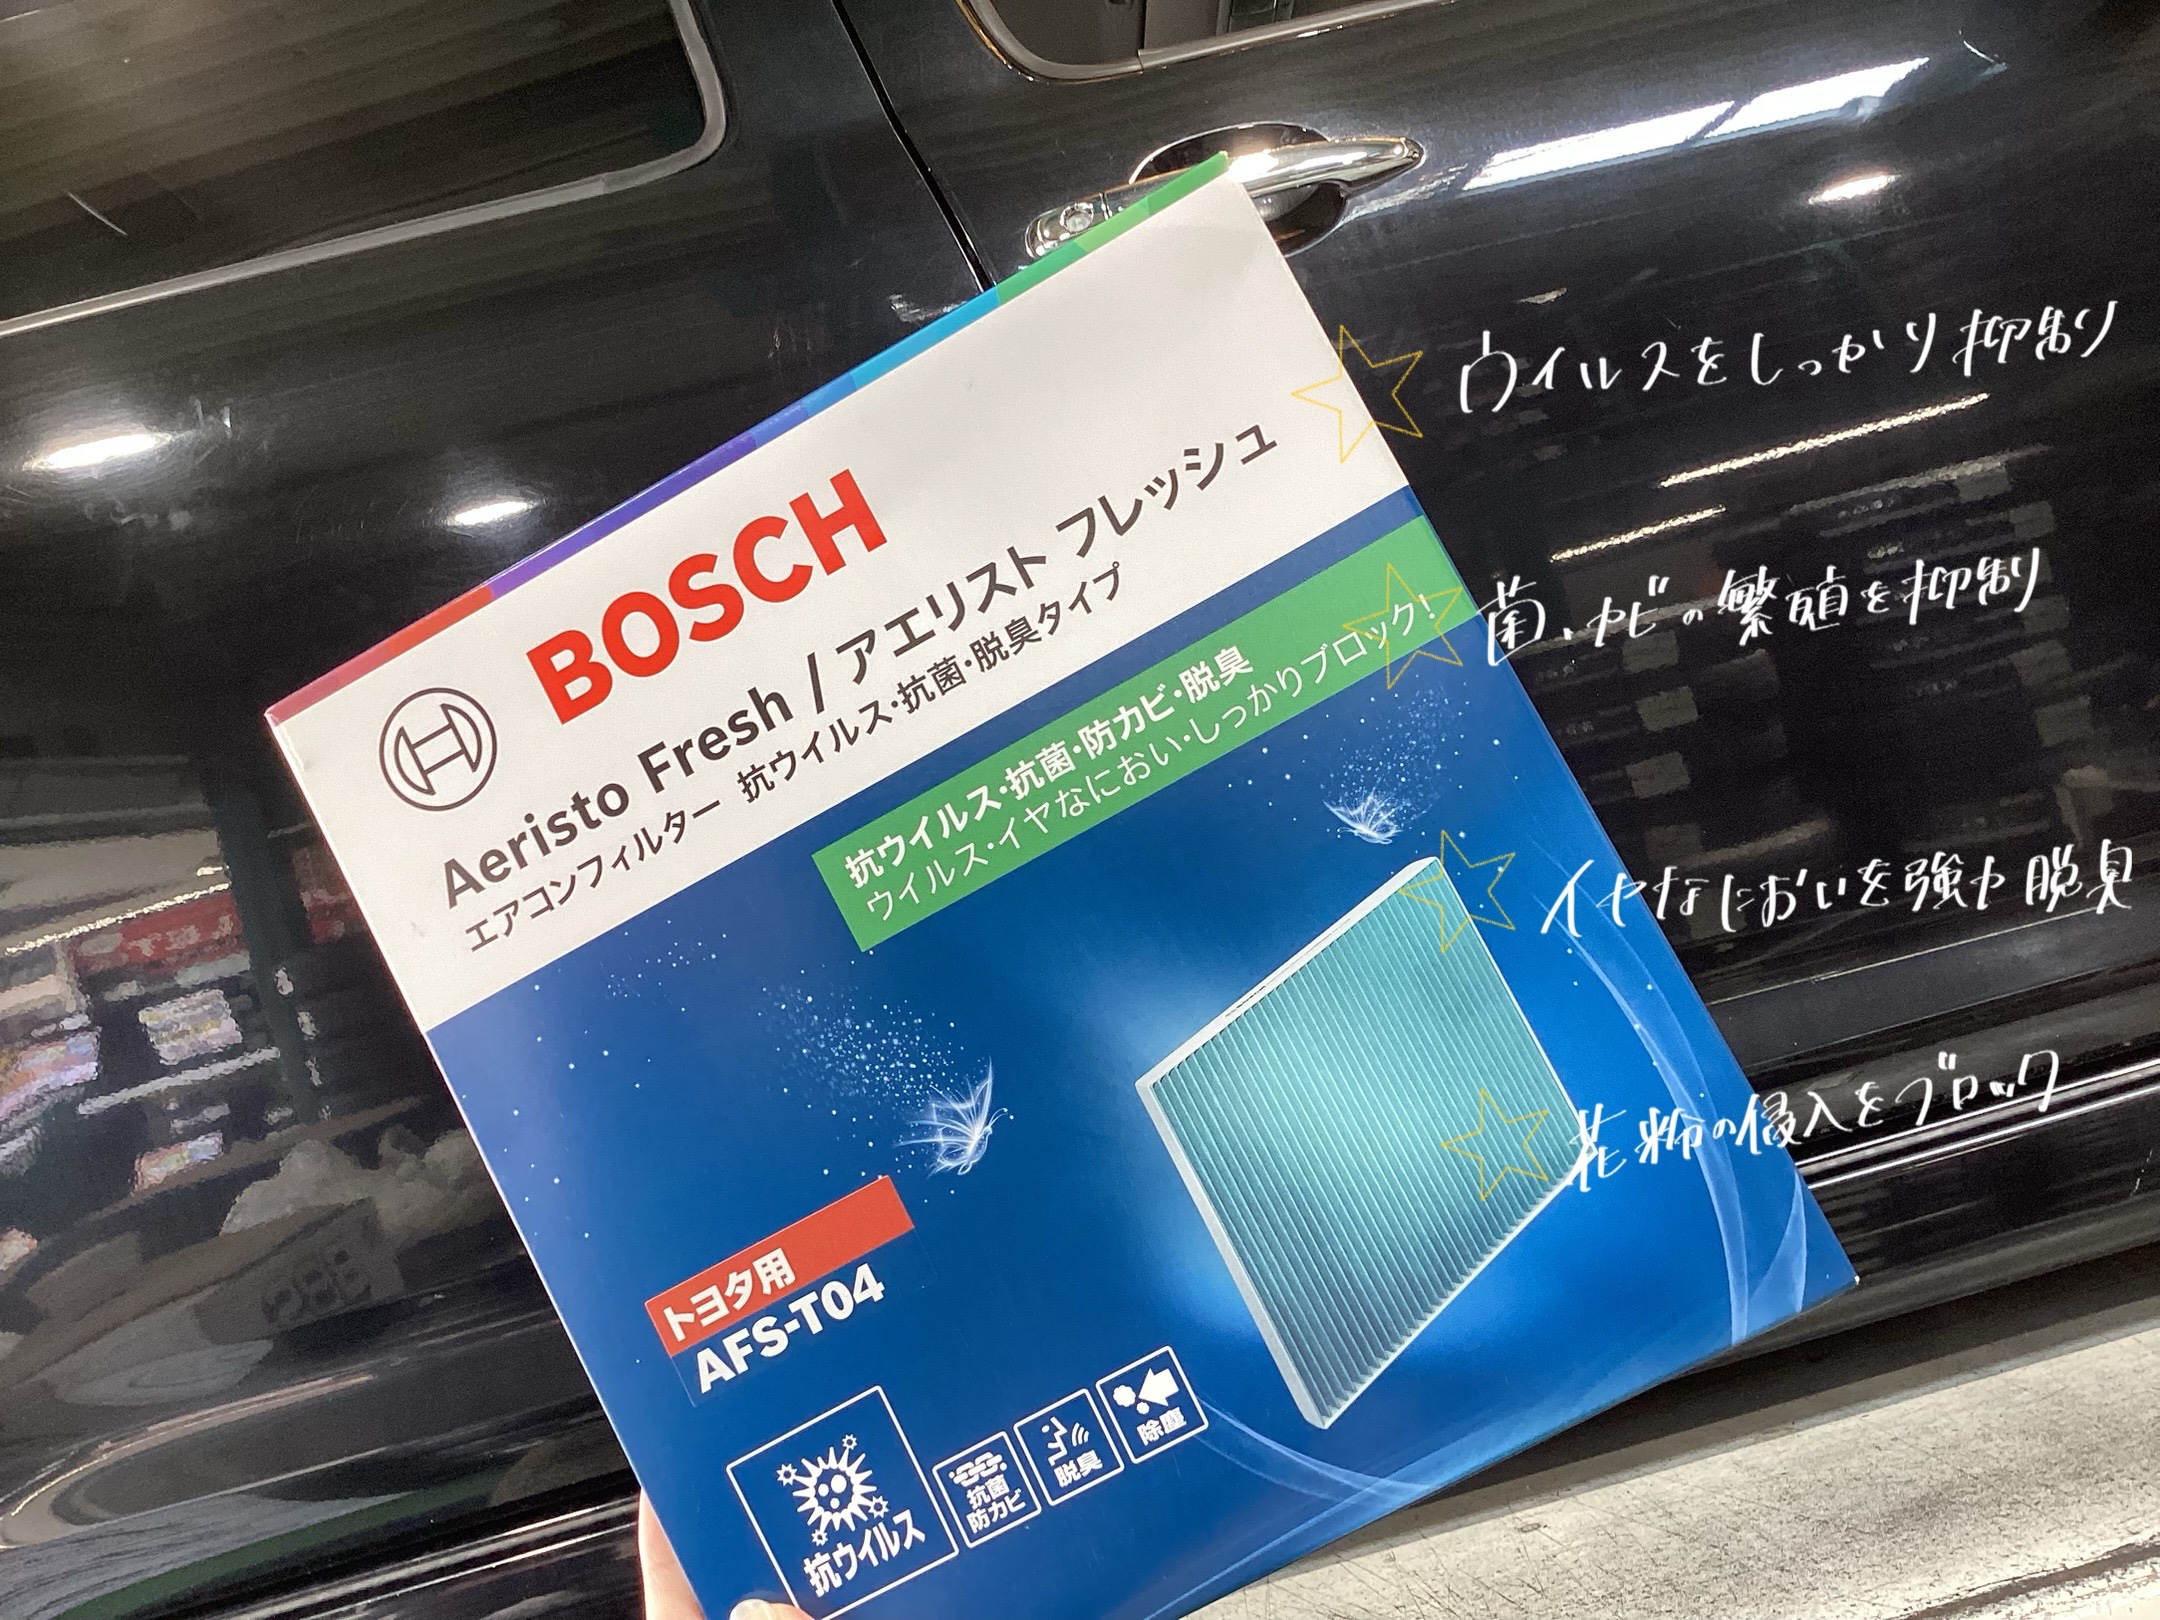 BOSCH
Aeristo Fresh / アエリスト フレッシュ
エアコンフィルター 抗ウイルス・抗菌・脱臭タイプ
抗ウイルス・抗菌・防カビ・脱臭
ウイルス・イヤなにおい・しっかりブロック!
ウイルスをしっかり抑制
菌、カビの繁殖を抑制
イヤなにおいを強力脱臭
花粉の侵入をブロック
トヨタ用
AFS-T04
抗ウイルス
抗菌
防カビ
脱臭
除塵